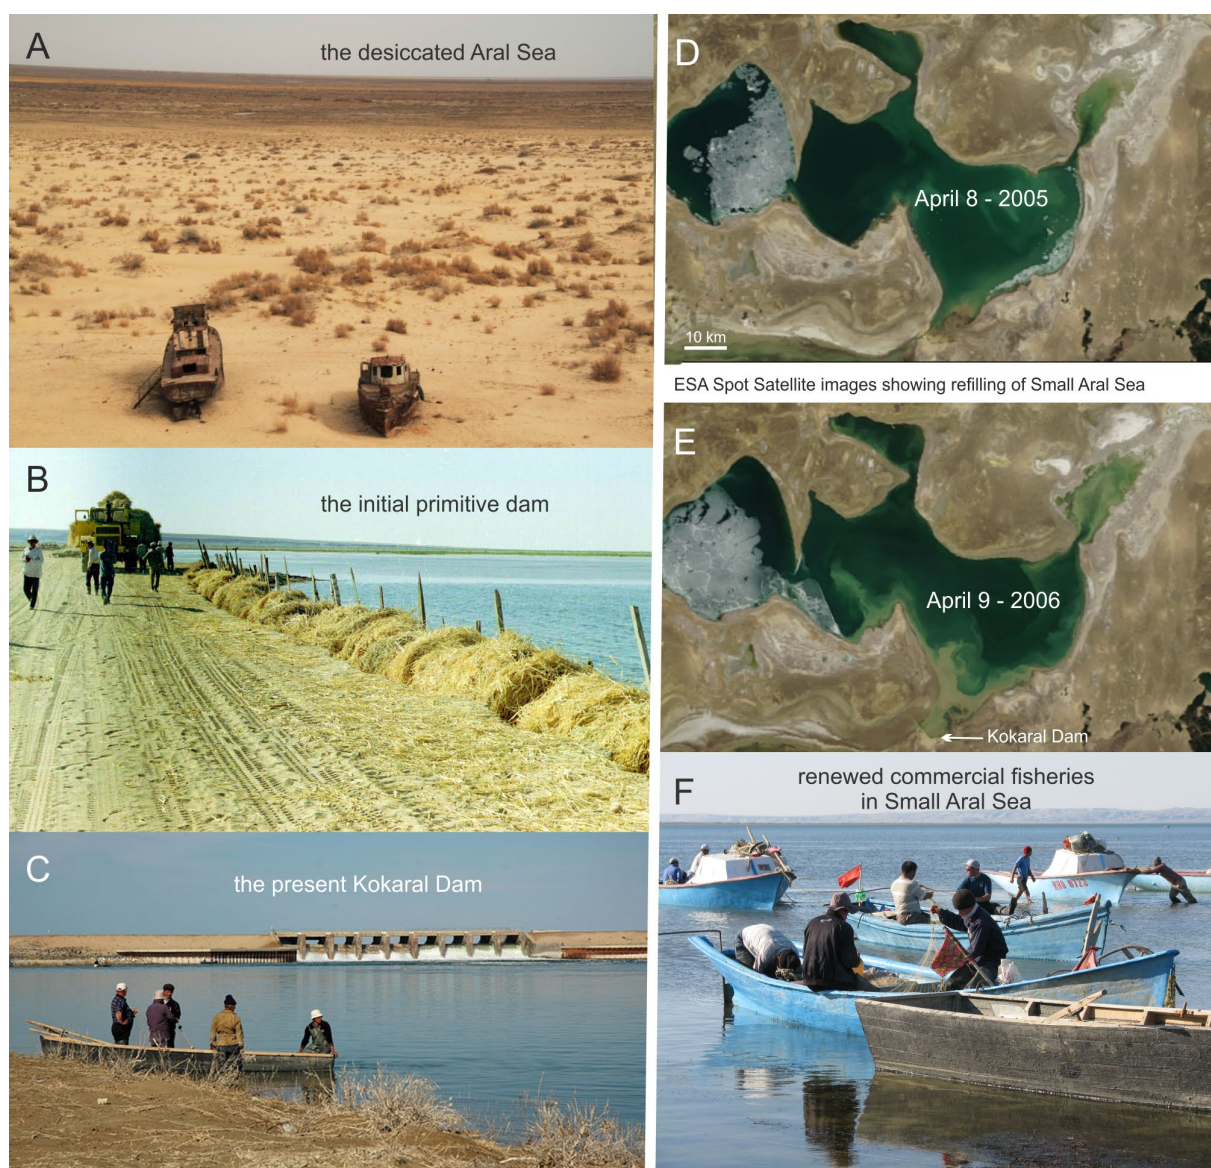 A
the desiccated Aral Sea
B
the initial primitive dam
C
the present Kokaral Dam
D
April 8 - 2005
10 km
ESA Spot Satellite images showing refilling of Small Aral Sea
E
April 9 - 2006
Kokaral Dam
F
renewed commercial fisheries
in Small Aral Sea